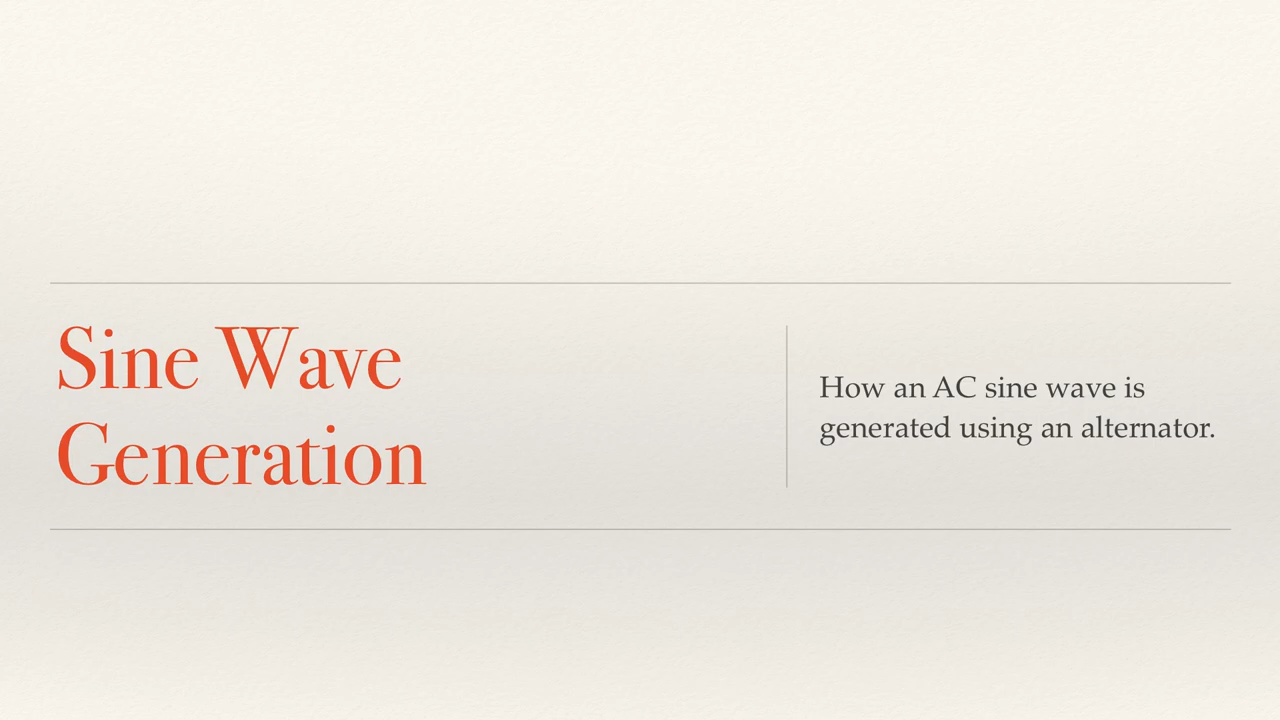 Sine Wave
Generation
How an AC sine wave is
generated using an alternator.